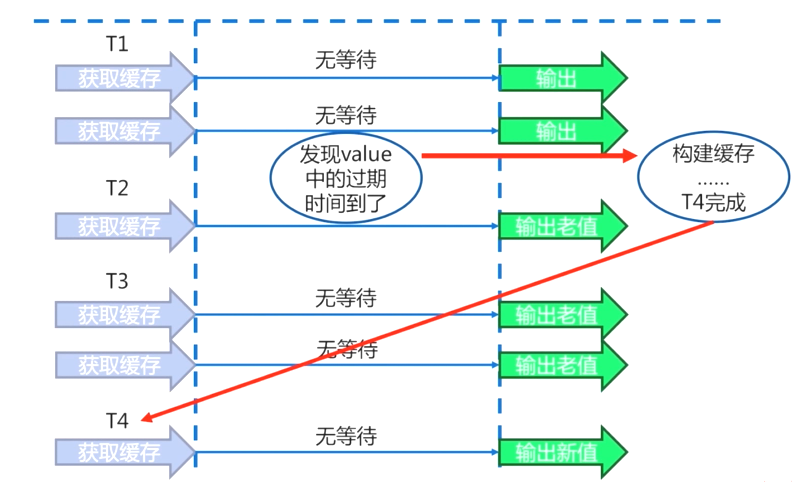 T1
获取缓存
无等待
输出
获取缓存
无等待
输出
发现value
中的过期
时间到了
构建缓存
......
T4完成
T2
获取缓存
输出老值
T3
获取缓存
无等待
输出老值
获取缓存
无等待
输出老值
T4
获取缓存
无等待
输出新值